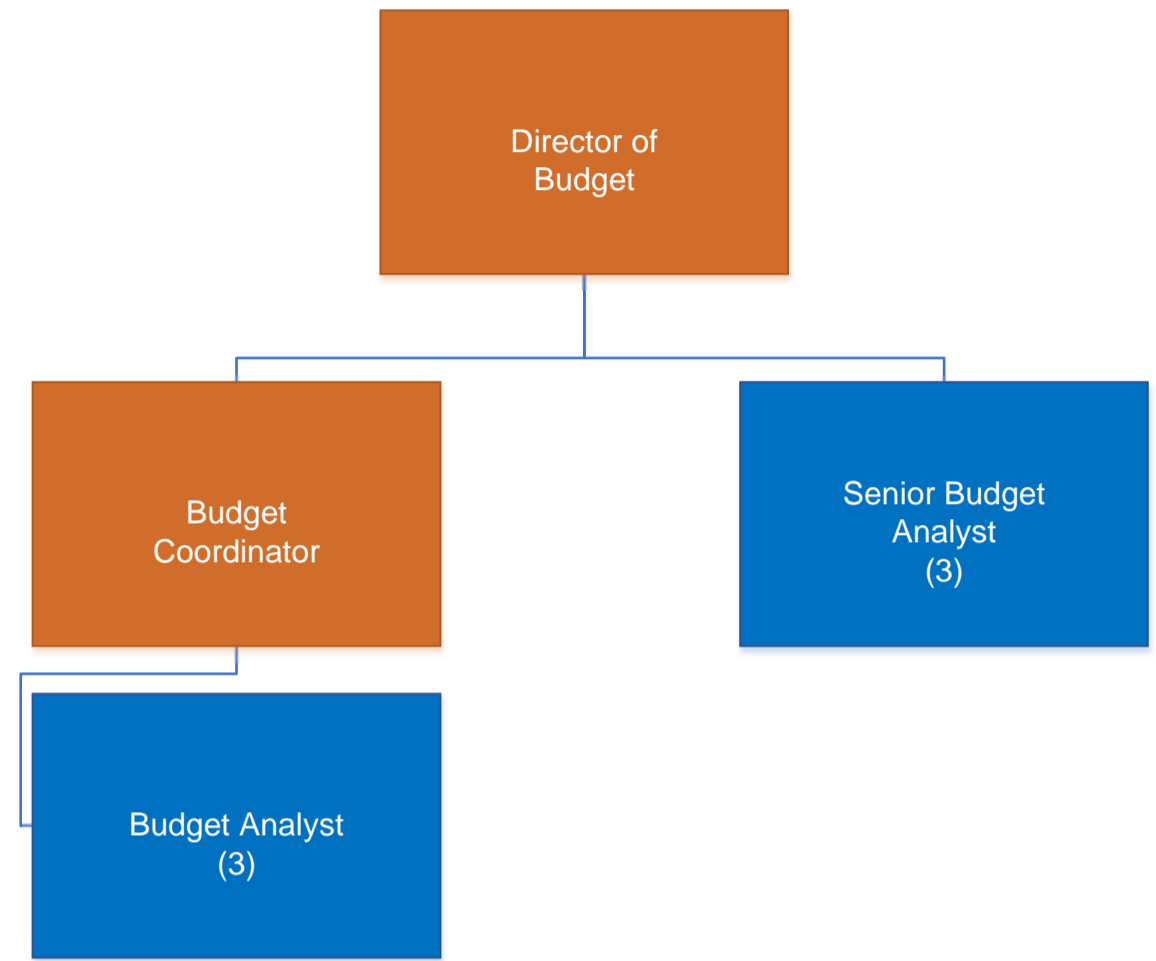 Director of
Budget
Budget
Coordinator
Senior Budget
Analyst
(3)
Budget Analyst
(3)